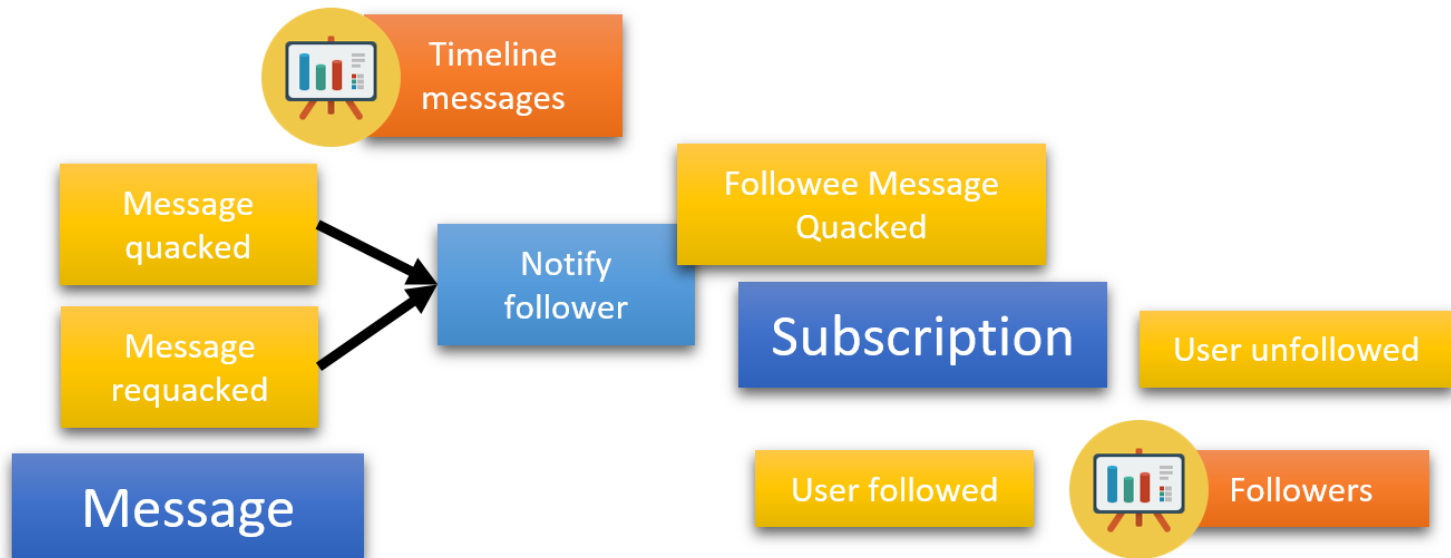 Timeline
messages
Message
quacked
Followee Message
Quacked
Notify
follower
Message
requacked
Subscription
User unfollowed
Message
User followed
Followers